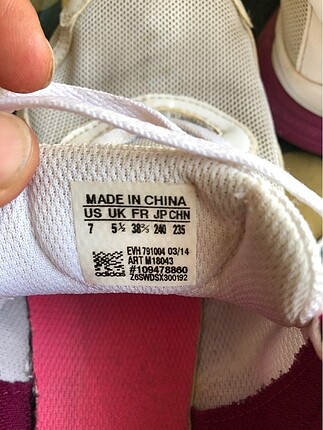 MADE IN CHINA
US UK FR JP CHN
7 5½ 38⅔ 240 235
EVH 791004 03/14
ART M18043
#109478860
adidas Z6SWDSX300192